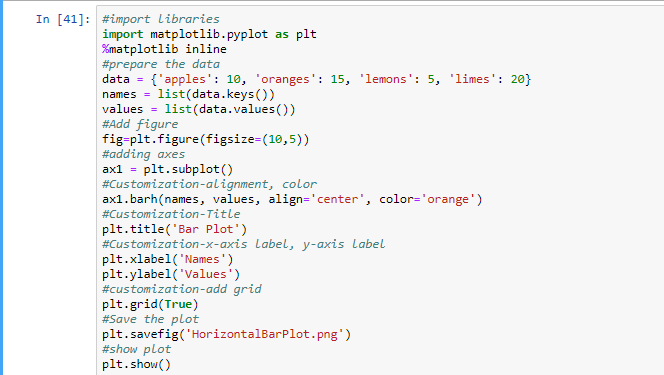 In [41]: #import libraries
import matplotlib.pyplot as plt
%matplotlib inline
#prepare the data
data = {'apples': 10, 'oranges': 15, 'lemons': 5, 'limes': 20}
names = list(data.keys())
values = list(data.values())
#Add figure
fig=plt.figure(figsize=(10,5))
#adding axes
ax1 = plt.subplot()
#Customization-alignment, color
ax1.barh(names, values, align='center', color='orange')
#Customization-Title
plt.title('Bar Plot')
#Customization-x-axis label, y-axis label
plt.xlabel('Names')
plt.ylabel('Values')
#customization-add grid
plt.grid(True)
#Save the plot
plt.savefig('HorizontalBarPlot.png')
#show plot
plt.show()